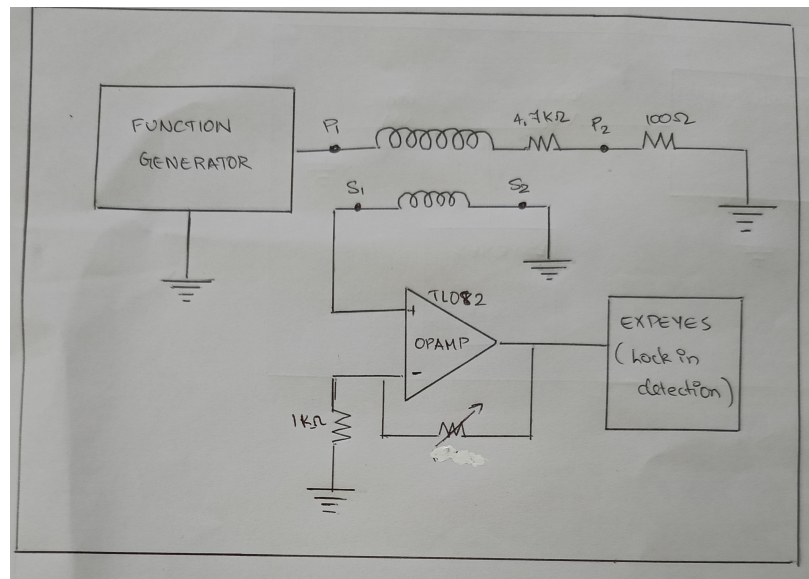 FUNCTION
GENERATOR
P1
4.7KΩ
P2
100Ω
S1
S2
TL082
+
OPAMP
-
EXPEYES
(Lock in
detection)
1KΩ